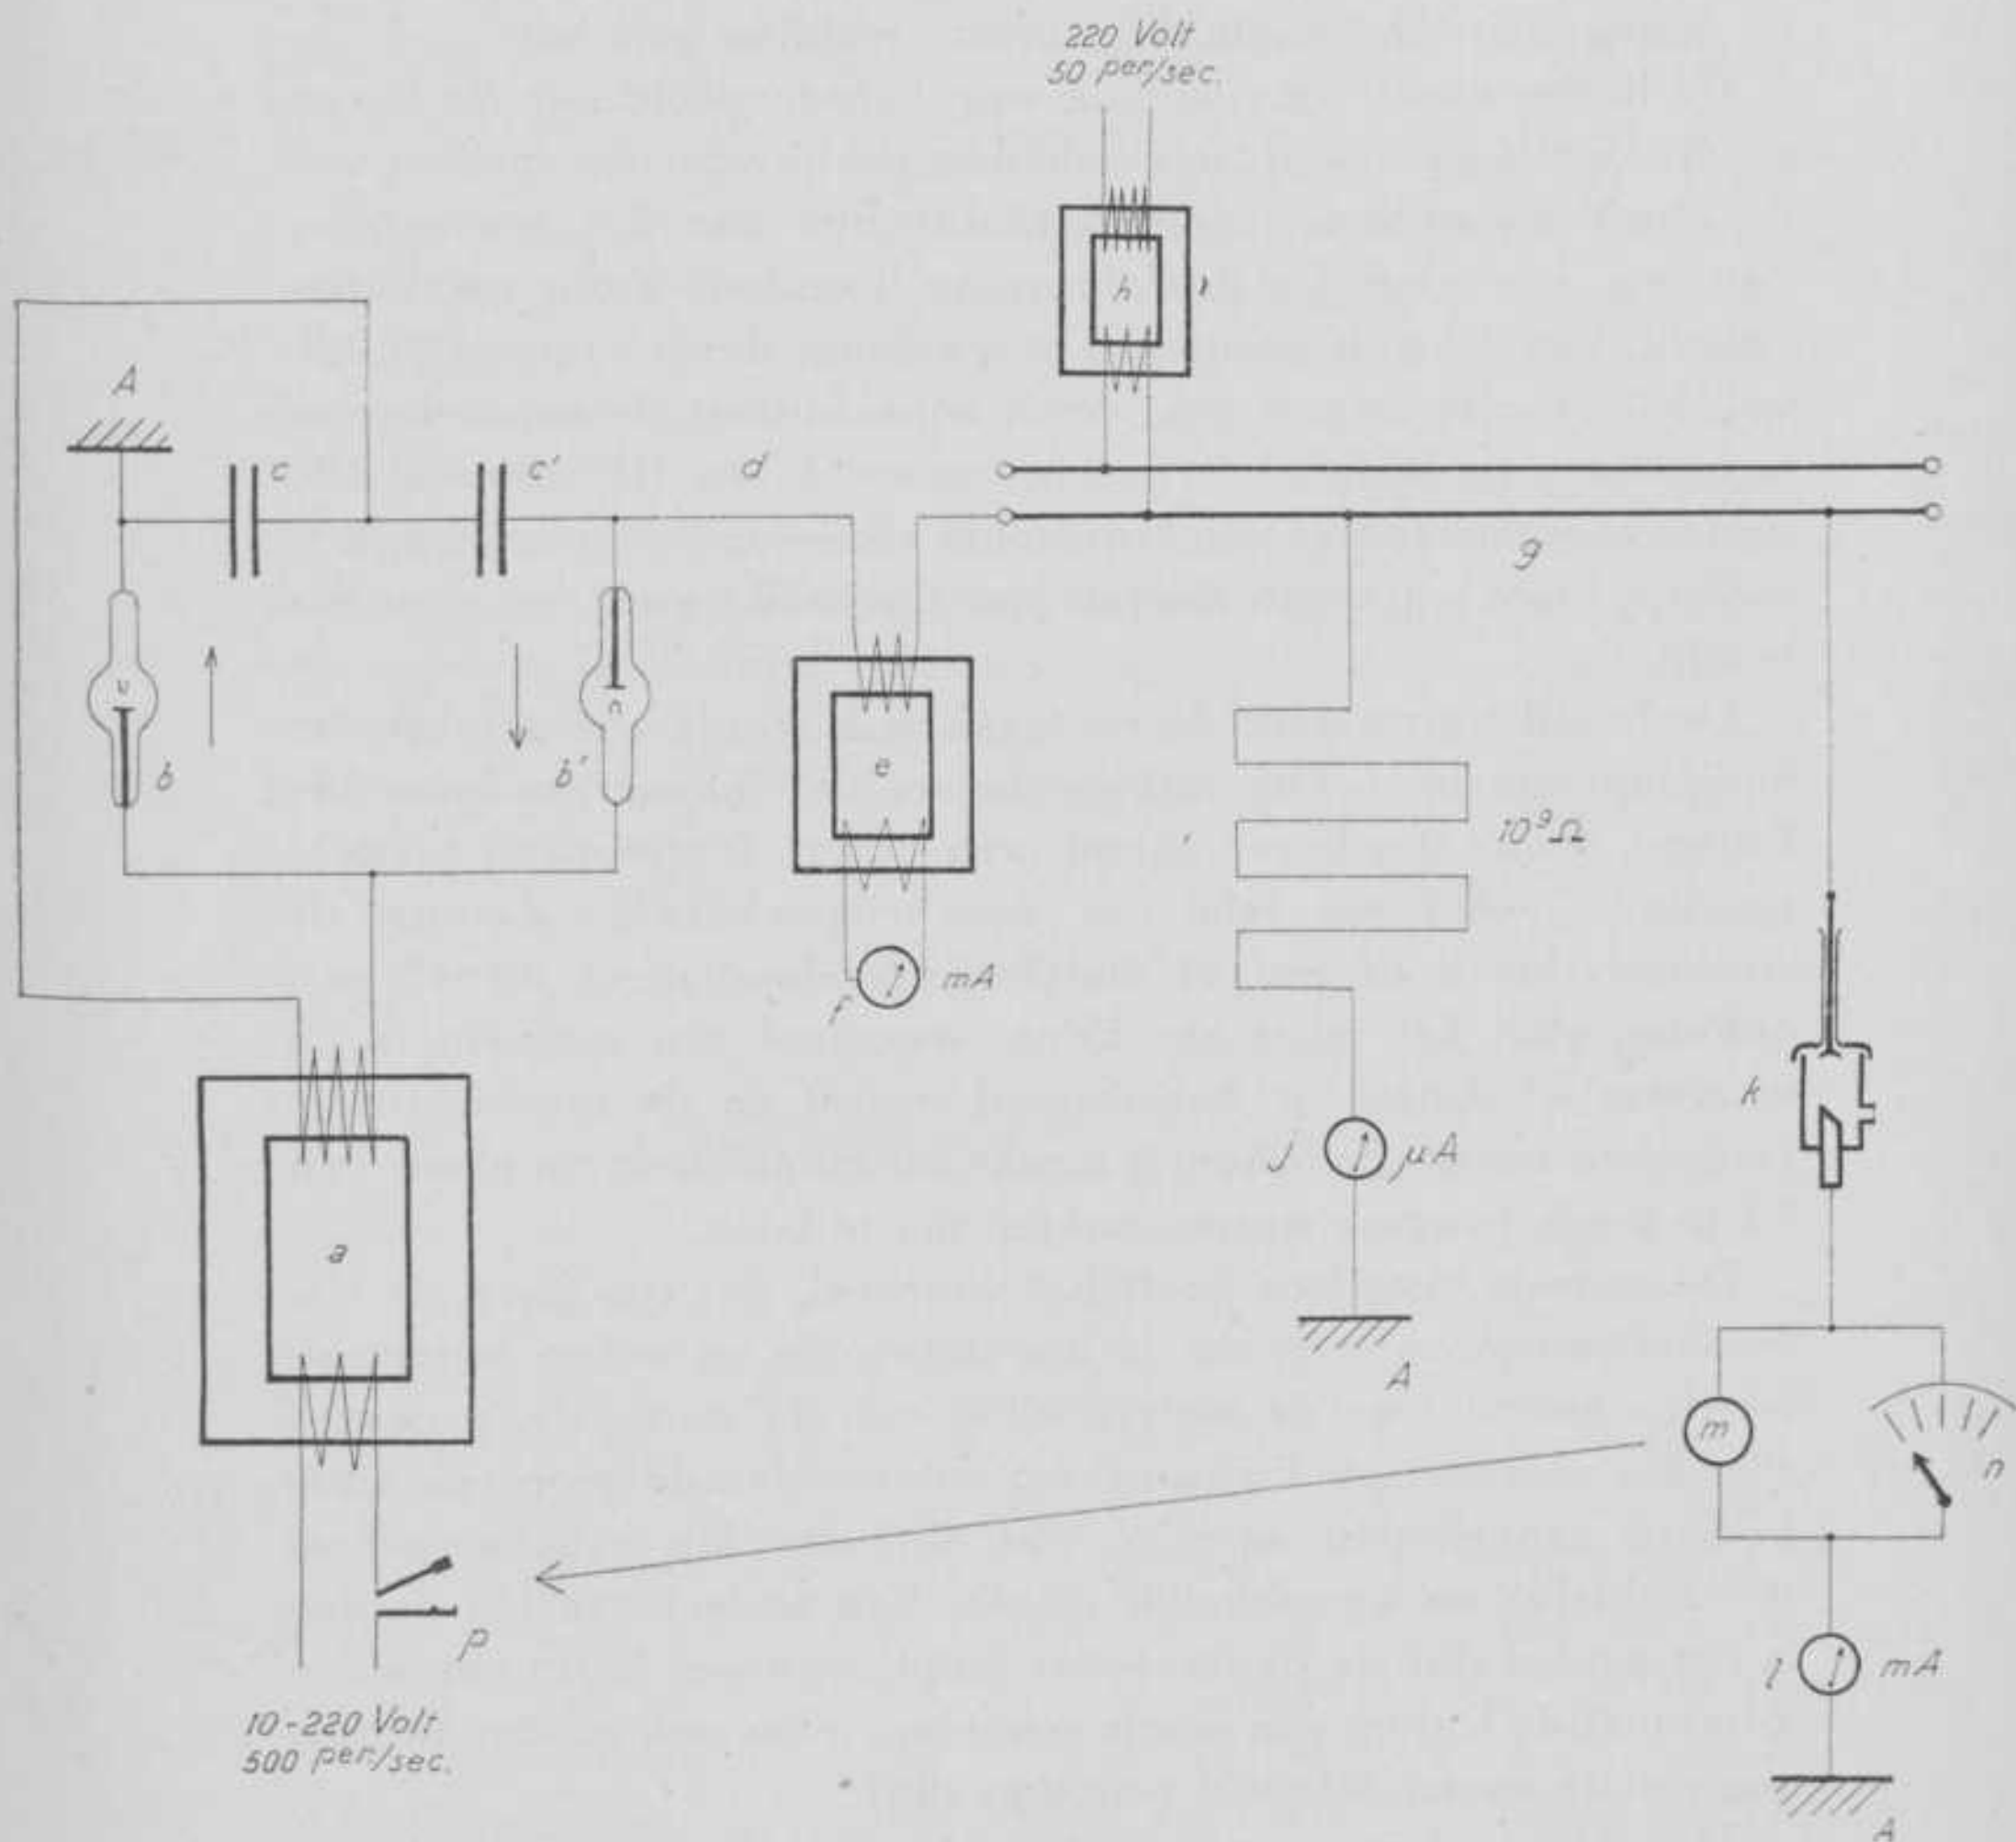 220 Volt
50 per/sec.
h
A
c
c'
d
g
b
b'
e
10⁹Ω
f
mA
k
j
μA
a
A
m
n
p
l
mA
10-220 Volt
500 per./sec.
A